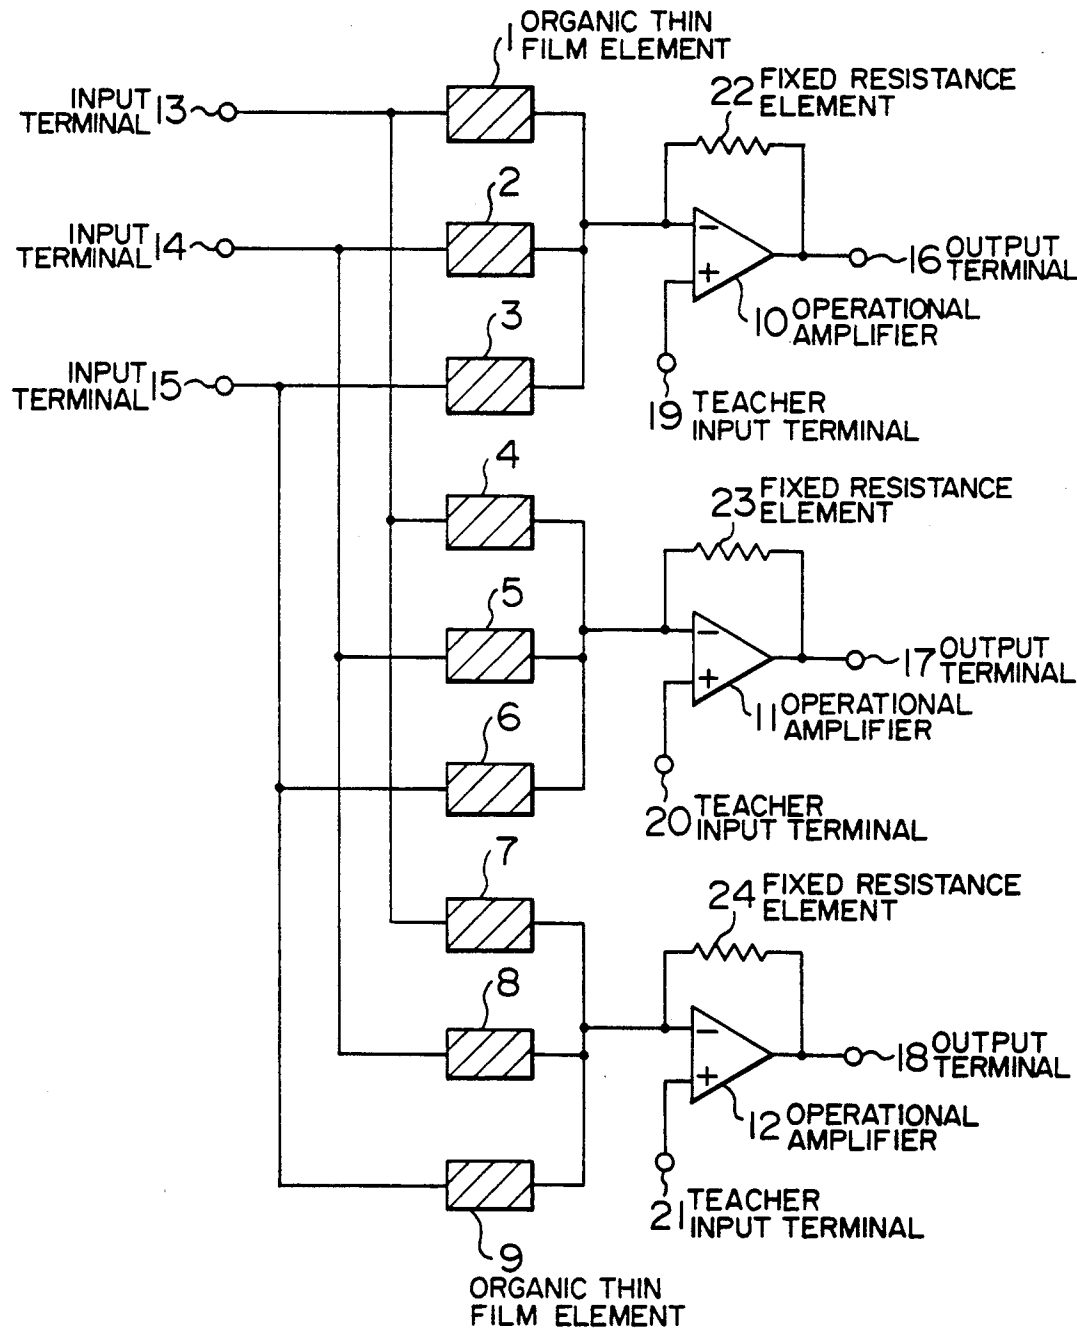 1 ORGANIC THIN
FILM ELEMENT
INPUT
TERMINAL 13
22 FIXED RESISTANCE
ELEMENT
2
INPUT
TERMINAL 14
−
+
16 OUTPUT
TERMINAL
10 OPERATIONAL
AMPLIFIER
3
INPUT
TERMINAL 15
19 TEACHER
INPUT TERMINAL
4
23 FIXED RESISTANCE
ELEMENT
5
−
+
17 OUTPUT
TERMINAL
11 OPERATIONAL
AMPLIFIER
6
20 TEACHER
INPUT TERMINAL
7
24 FIXED RESISTANCE
ELEMENT
8
−
+
18 OUTPUT
TERMINAL
12 OPERATIONAL
AMPLIFIER
21 TEACHER
INPUT TERMINAL
9
ORGANIC THIN
FILM ELEMENT